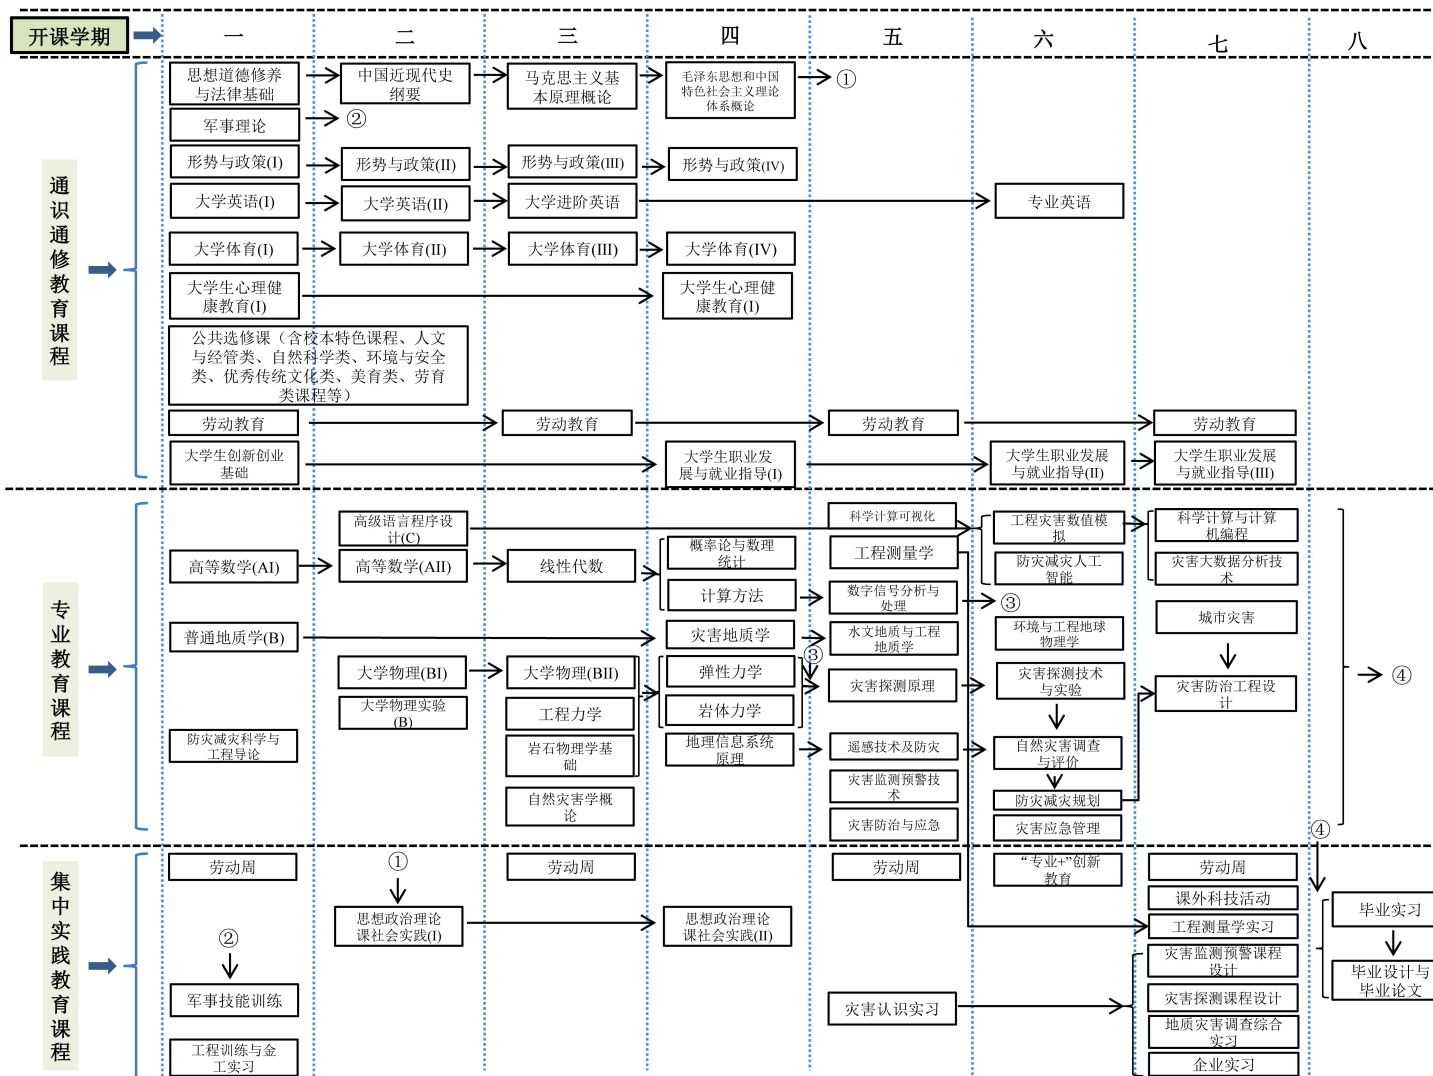 开课学期
一
二
三
四
五
六
七
八
通识通修教育课程
思想道德修养
与法律基础
中国近现代史
纲要
马克思主义基
本原理概论
毛泽东思想和中国
特色社会主义理论
体系概论
①
军事理论
②
形势与政策(I)
形势与政策(II)
形势与政策(III)
形势与政策(IV)
大学英语(I)
大学英语(II)
大学进阶英语
专业英语
大学体育(I)
大学体育(II)
大学体育(III)
大学体育(IV)
大学生心理健
康教育(I)
大学生心理健
康教育(I)
公共选修课（含校本特色课程、人文
与经管类、自然科学类、环境与安全
类、优秀传统文化类、美育类、劳育
类课程等）
劳动教育
劳动教育
劳动教育
劳动教育
大学生创新创业
基础
大学生职业发
展与就业指导(I)
大学生职业发展
与就业指导(II)
大学生职业发展
与就业指导(III)
专业教育课程
高级语言程序设
计(C)
科学计算可视化
工程灾害数值模
拟
科学计算与计算
机编程
高等数学(AI)
高等数学(AII)
线性代数
概率论与数理
统计
工程测量学
防灾减灾人工
智能
灾害大数据分析技
术
计算方法
数字信号分析与
处理
③
城市灾害
普通地质学(B)
灾害地质学
水文地质与工程
地质学
环境与工程地球
物理学
③
大学物理(BI)
大学物理(BII)
弹性力学
灾害探测原理
灾害探测技术
与实验
灾害防治工程设
计
④
大学物理实验
(B)
工程力学
岩体力学
防灾减灾科学与
工程导论
岩石物理学基
础
地理信息系统
原理
遥感技术及防灾
自然灾害调查
与评价
灾害监测预警技
术
防灾减灾规划
自然灾害学概
论
灾害防治与应急
灾害应急管理
④
集中实践教育课程
劳动周
①
劳动周
劳动周
“专业+”创新
教育
劳动周
课外科技活动
毕业实习
思想政治理论
课社会实践(I)
思想政治理论
课社会实践(II)
工程测量学实习
②
灾害监测预警课程
设计
毕业设计与
毕业论文
军事技能训练
灾害认识实习
灾害探测课程设计
地质灾害调查综合
实习
工程训练与金
工实习
企业实习